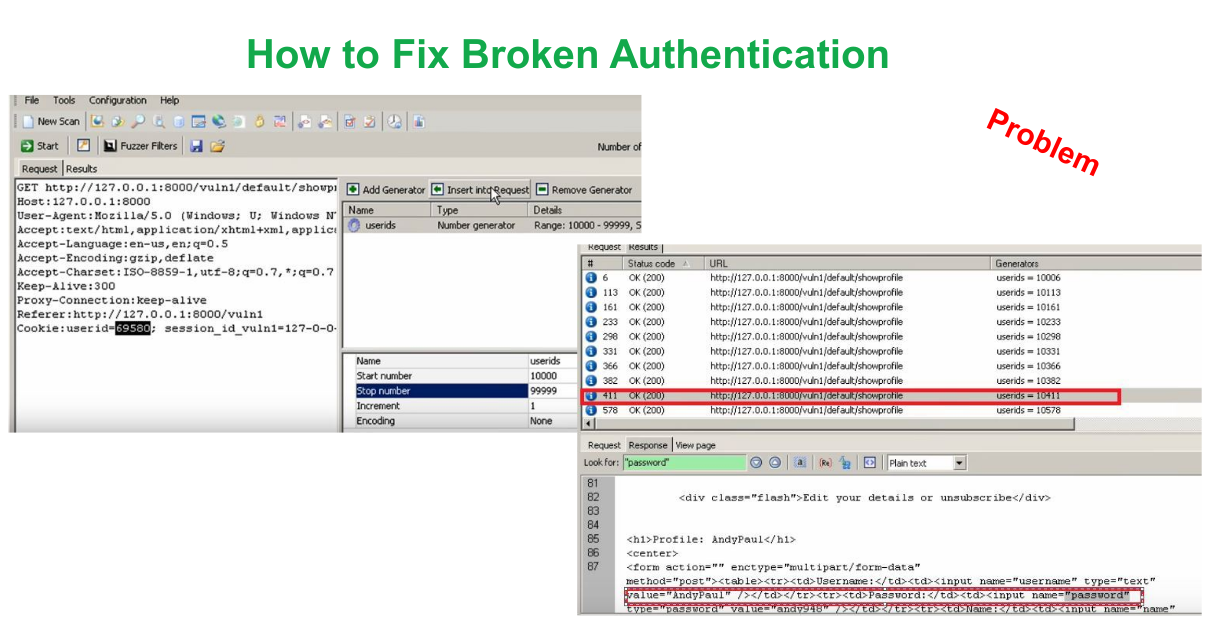 How to Fix Broken Authentication
Problem
File Tools Configuration Help
New Scan
Start Fuzzer Filters Number of
Request Results
GET http://127.0.0.1:8000/vuln1/default/showp
Host:127.0.0.1:8000
User-Agent:Mozilla/5.0 (Windows; U; Windows N
Accept:text/html,application/xhtml+xml,applic
Accept-Language:en-us,en;q=0.5
Accept-Encoding:gzip,deflate
Accept-Charset:ISO-8859-1,utf-8;q=0.7,*;q=0.7
Keep-Alive:300
Proxy-Connection:keep-alive
Referer:http://127.0.0.1:8000/vuln1
Cookie:userid=69580; session_id_vuln1=127-0-0-
Add Generator Insert into Request Remove Generator
Name Type Details
userids Number generator Range: 10000 - 99999, S
Name userids
Start number 10000
Stop number 99999
Increment 1
Encoding None
Request Results
# Status code URL Generators
6 OK (200) http://127.0.0.1:8000/vuln1/default/showprofile userids = 10006
113 OK (200) http://127.0.0.1:8000/vuln1/default/showprofile userids = 10113
161 OK (200) http://127.0.0.1:8000/vuln1/default/showprofile userids = 10161
233 OK (200) http://127.0.0.1:8000/vuln1/default/showprofile userids = 10233
298 OK (200) http://127.0.0.1:8000/vuln1/default/showprofile userids = 10298
331 OK (200) http://127.0.0.1:8000/vuln1/default/showprofile userids = 10331
366 OK (200) http://127.0.0.1:8000/vuln1/default/showprofile userids = 10366
382 OK (200) http://127.0.0.1:8000/vuln1/default/showprofile userids = 10382
411 OK (200) http://127.0.0.1:8000/vuln1/default/showprofile userids = 10411
578 OK (200) http://127.0.0.1:8000/vuln1/default/showprofile userids = 10578
Request Response View page
Look for: "password" Plain text
81
82 <div class="flash">Edit your details or unsubscribe</div>
83
84
85 <h1>Profile: AndyPaul</h1>
86 <center>
87 <form action="" enctype="multipart/form-data"
method="post"><table><tr><td>Username:</td><td><input name="username" type="text"
value="AndyPaul" /></td></tr><tr><td>Password:</td><td><input name="password"
type="password" value="andy948" /></td></tr><tr><td>Name:</td><td><input name="name"